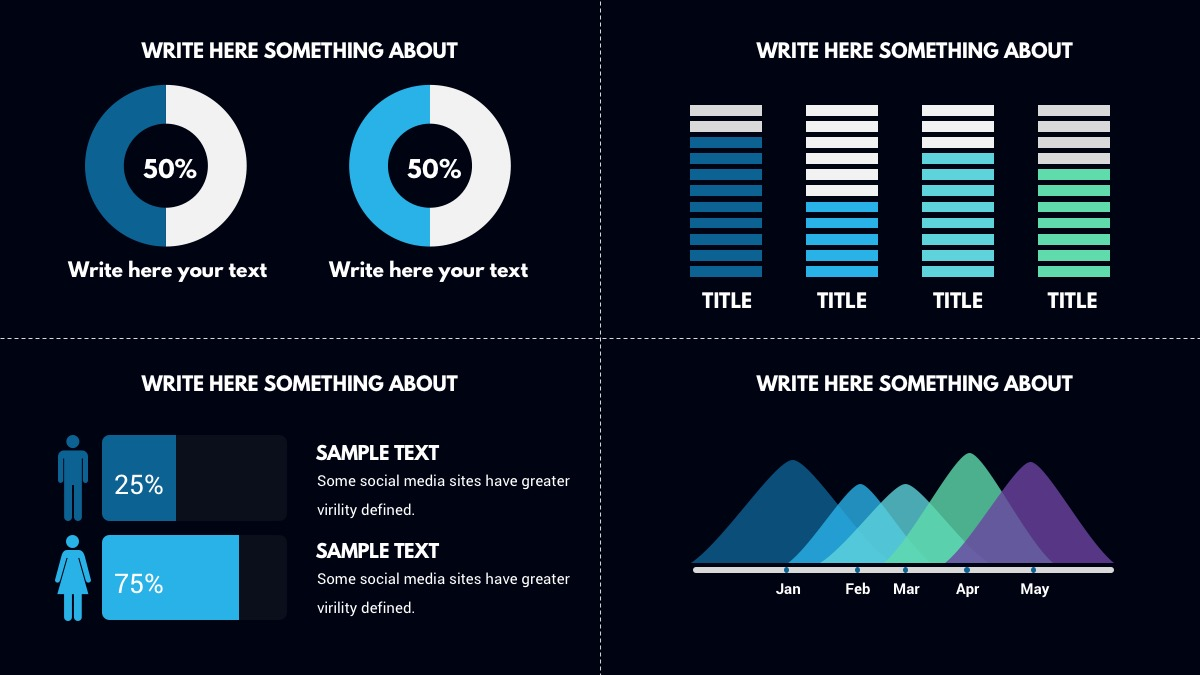 WRITE HERE SOMETHING ABOUT
50%
50%
Write here your text
Write here your text
WRITE HERE SOMETHING ABOUT
TITLE
TITLE
TITLE
TITLE
WRITE HERE SOMETHING ABOUT
25%
SAMPLE TEXT
Some social media sites have greater
virility defined.
75%
SAMPLE TEXT
Some social media sites have greater
virility defined.
WRITE HERE SOMETHING ABOUT
Jan
Feb
Mar
Apr
May